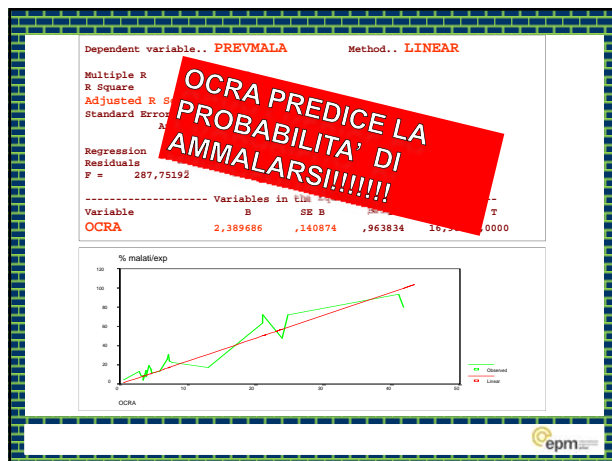 Dependent variable.. PREVMALA Method.. LINEAR
Multiple R
R Square
Adjusted R
Standard Error
Regression
Residuals
F = 287,75192
OCRA PREDICE LA
PROBABILITA' DI
AMMALARSI!!!!!!!
-------------------- Variables in the
Variable B SE B T
OCRA 2,389686 ,140874 ,963834
% malati/exp
120
100
80
60
40
20
0
10
20
30
40
50
OCRA
Observed
Linear
epm